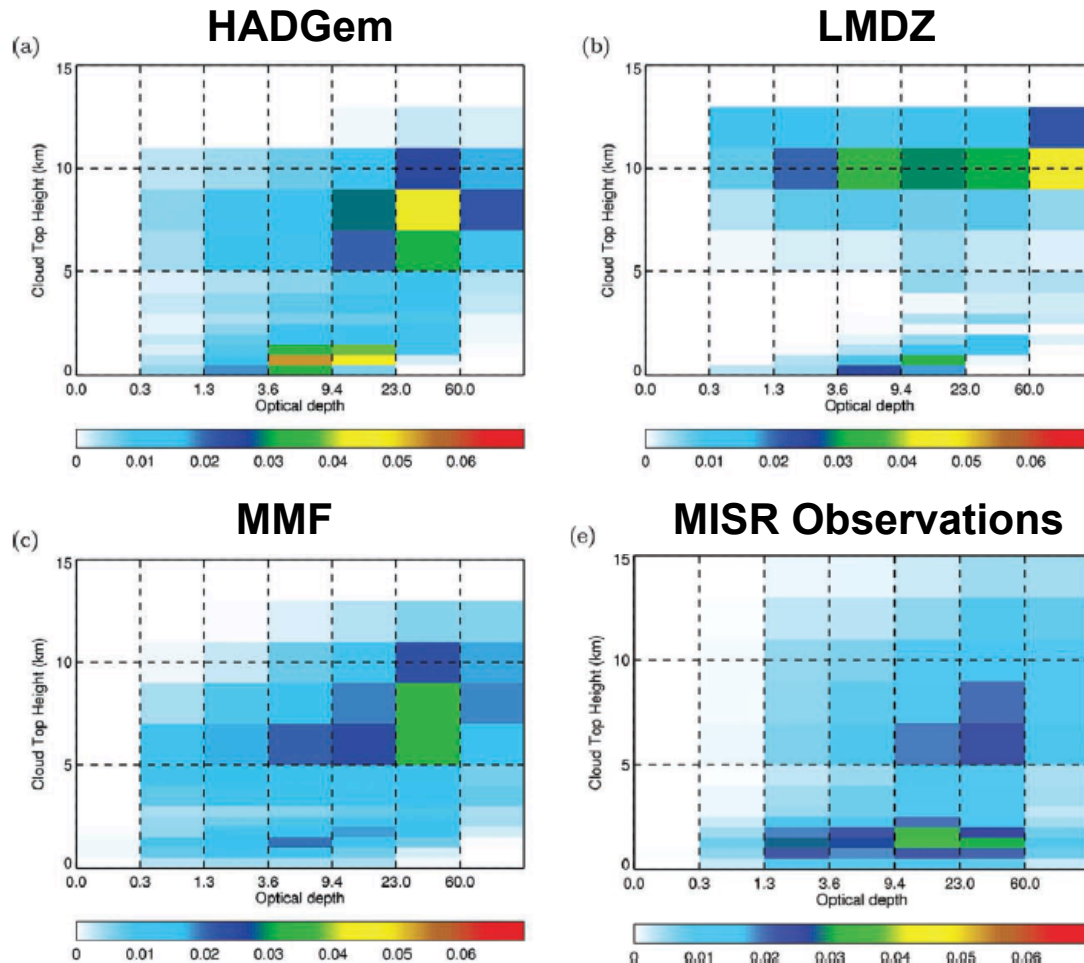 HADGem
(a)
15
10
5
0
Cloud Top Height (km)
0.0 0.3 1.3 3.6 9.4 23.0 60.0
Optical depth
0 0.01 0.02 0.03 0.04 0.05 0.06
LMDZ
(b)
15
10
5
0
Cloud Top Height (km)
0.0 0.3 1.3 3.6 9.4 23.0 60.0
Optical depth
0 0.01 0.02 0.03 0.04 0.05 0.06
MMF
(c)
15
10
5
0
Cloud Top Height (km)
0.0 0.3 1.3 3.6 9.4 23.0 60.0
Optical depth
0 0.01 0.02 0.03 0.04 0.05 0.06
MISR Observations
(e)
15
10
5
0
Cloud Top Height (km)
0.0 0.3 1.3 3.6 9.4 23.0 60.0
Optical depth
0 0.01 0.02 0.03 0.04 0.05 0.06